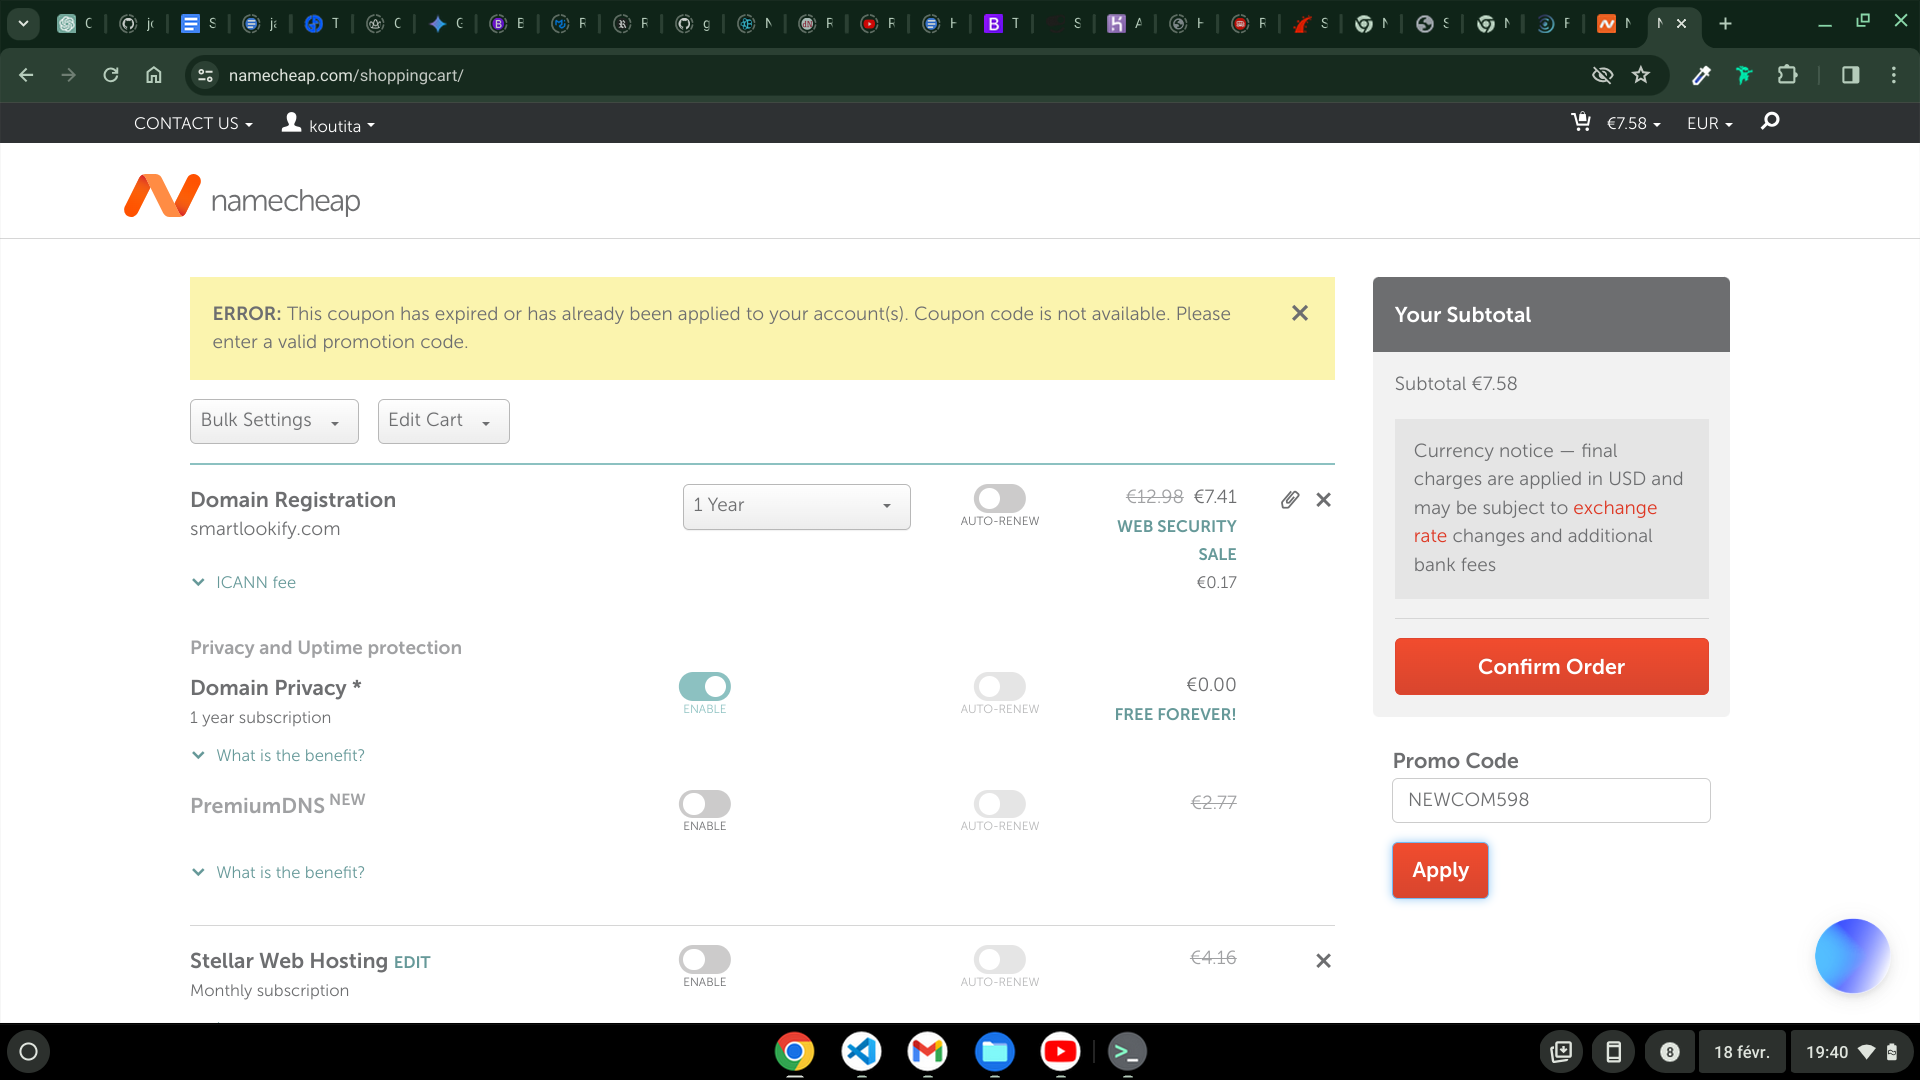 namecheap.com/shoppingcart/
CONTACT US
koutita
€7.58
EUR
namecheap
ERROR: This coupon has expired or has already been applied to your account(s). Coupon code is not available. Please
enter a valid promotion code.
Your Subtotal
Subtotal €7.58
Bulk Settings
Edit Cart
Currency notice — final
charges are applied in USD and
may be subject to exchange
rate changes and additional
bank fees
Domain Registration
smartlookify.com
1 Year
AUTO-RENEW
€12.98 €7.41
WEB SECURITY
SALE
ICANN fee
€0.17
Confirm Order
Privacy and Uptime protection
Domain Privacy *
1 year subscription
ENABLE
AUTO-RENEW
€0.00
FREE FOREVER!
What is the benefit?
Promo Code
NEWCOM598
Apply
PremiumDNS NEW
ENABLE
AUTO-RENEW
€2.77
What is the benefit?
Stellar Web Hosting EDIT
Monthly subscription
ENABLE
AUTO-RENEW
€4.16
8
18 févr.
19:40